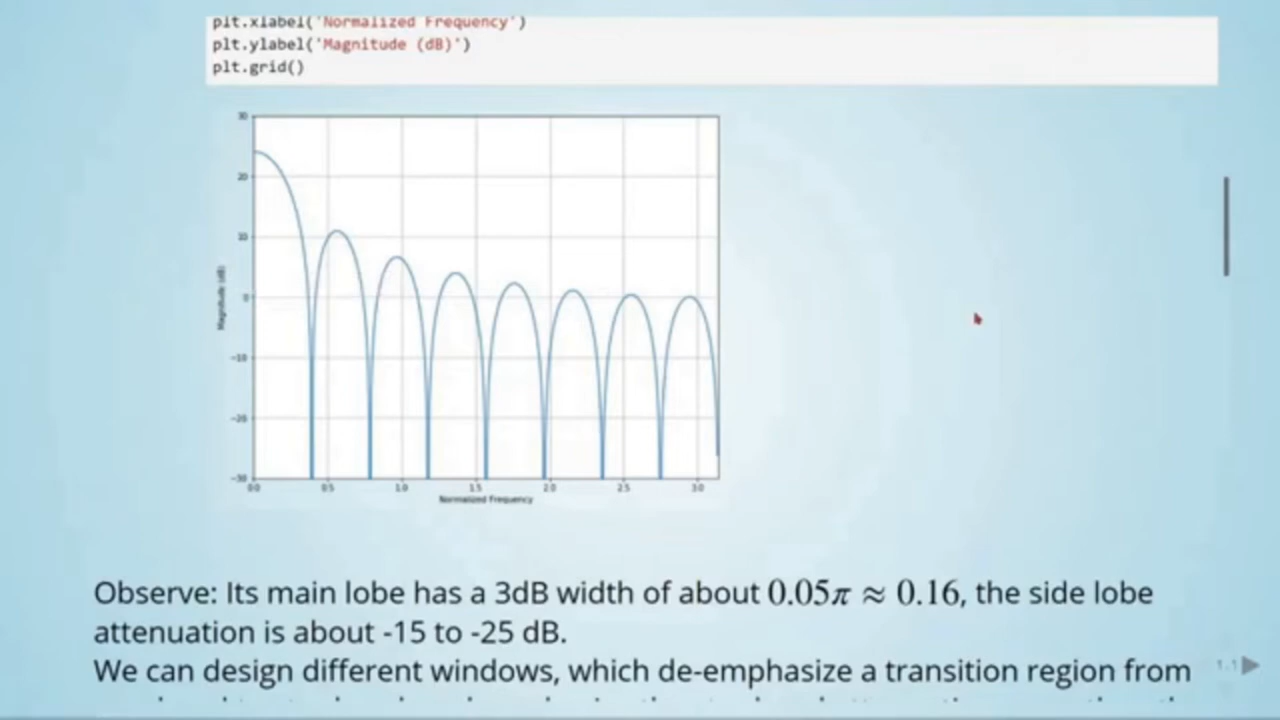 plt.xlabel('Normalized Frequency')
plt.ylabel('Magnitude (dB)')
plt.grid()
30
20
10
0
-10
-20
-30
Magnitude (dB)
0.0 0.5 1.0 1.5 2.0 2.5 3.0
Normalized Frequency
Observe: Its main lobe has a 3dB width of about 0.05π ≈ 0.16, the side lobe
attenuation is about -15 to -25 dB.
We can design different windows, which de-emphasize a transition region from
1.1